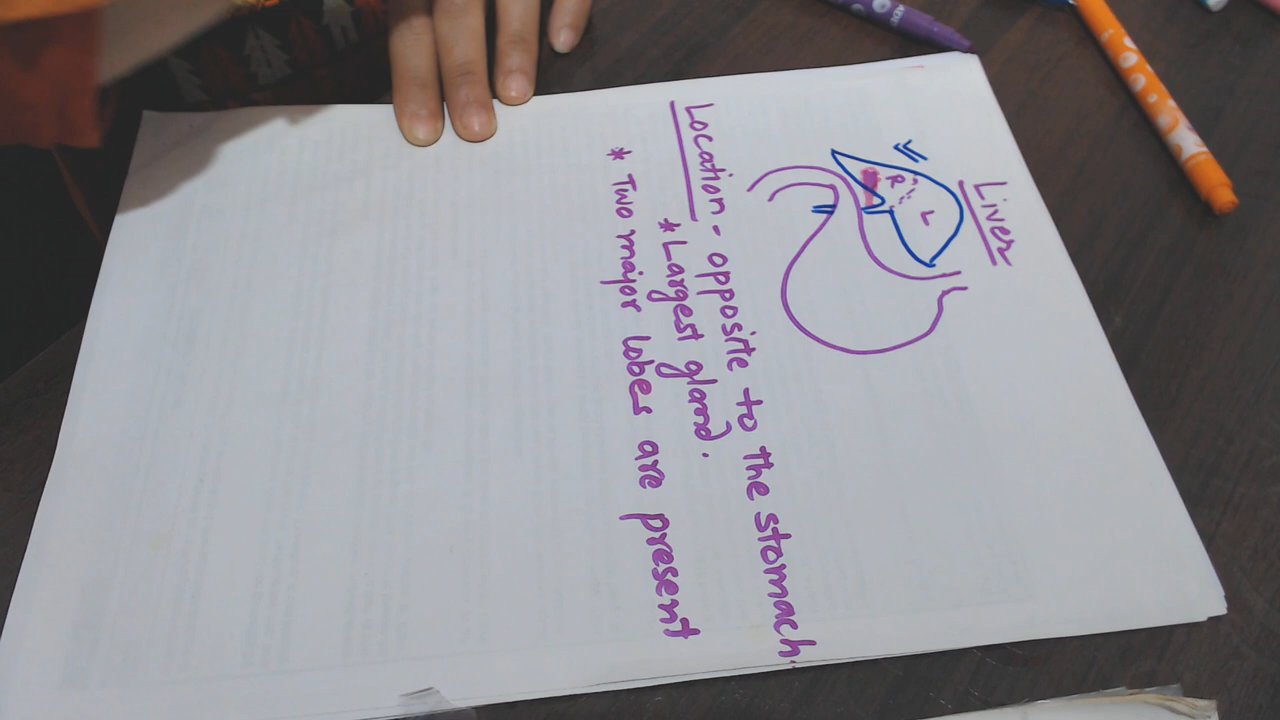 Liver
R
L
Location - opposite to the stomach.
* Largest gland.
* Two major lobes are present